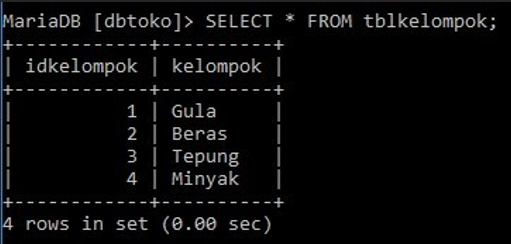 MariaDB [dbtoko]> SELECT * FROM tblkelompok;
+------------+----------+
| idkelompok | kelompok |
+------------+----------+
|          1 | Gula     |
|          2 | Beras    |
|          3 | Tepung   |
|          4 | Minyak   |
+------------+----------+
4 rows in set (0.00 sec)